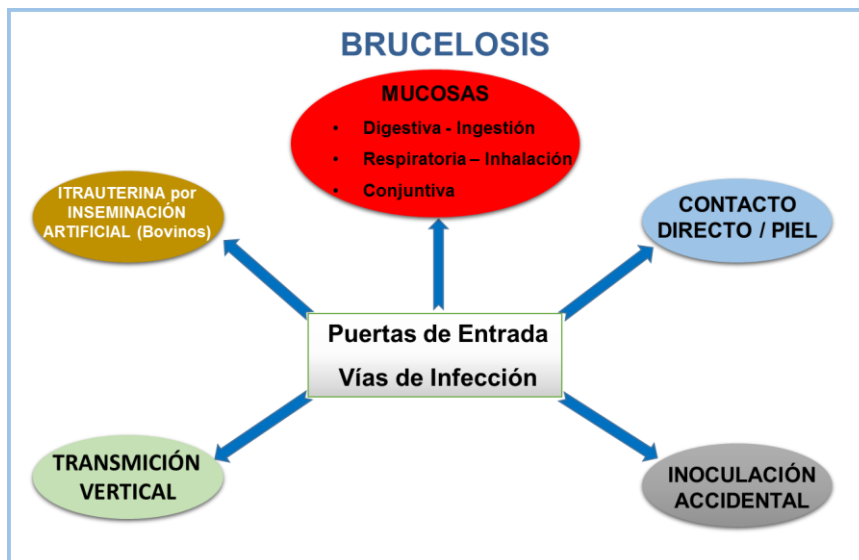 BRUCELOSIS
MUCOSAS
• Digestiva - Ingestión
• Respiratoria – Inhalación
• Conjuntiva
ITRAUTERINA por
INSEMINACIÓN
ARTIFICIAL (Bovinos)
CONTACTO
DIRECTO / PIEL
Puertas de Entrada
Vías de Infección
TRANSMICIÓN
VERTICAL
INOCULACIÓN
ACCIDENTAL